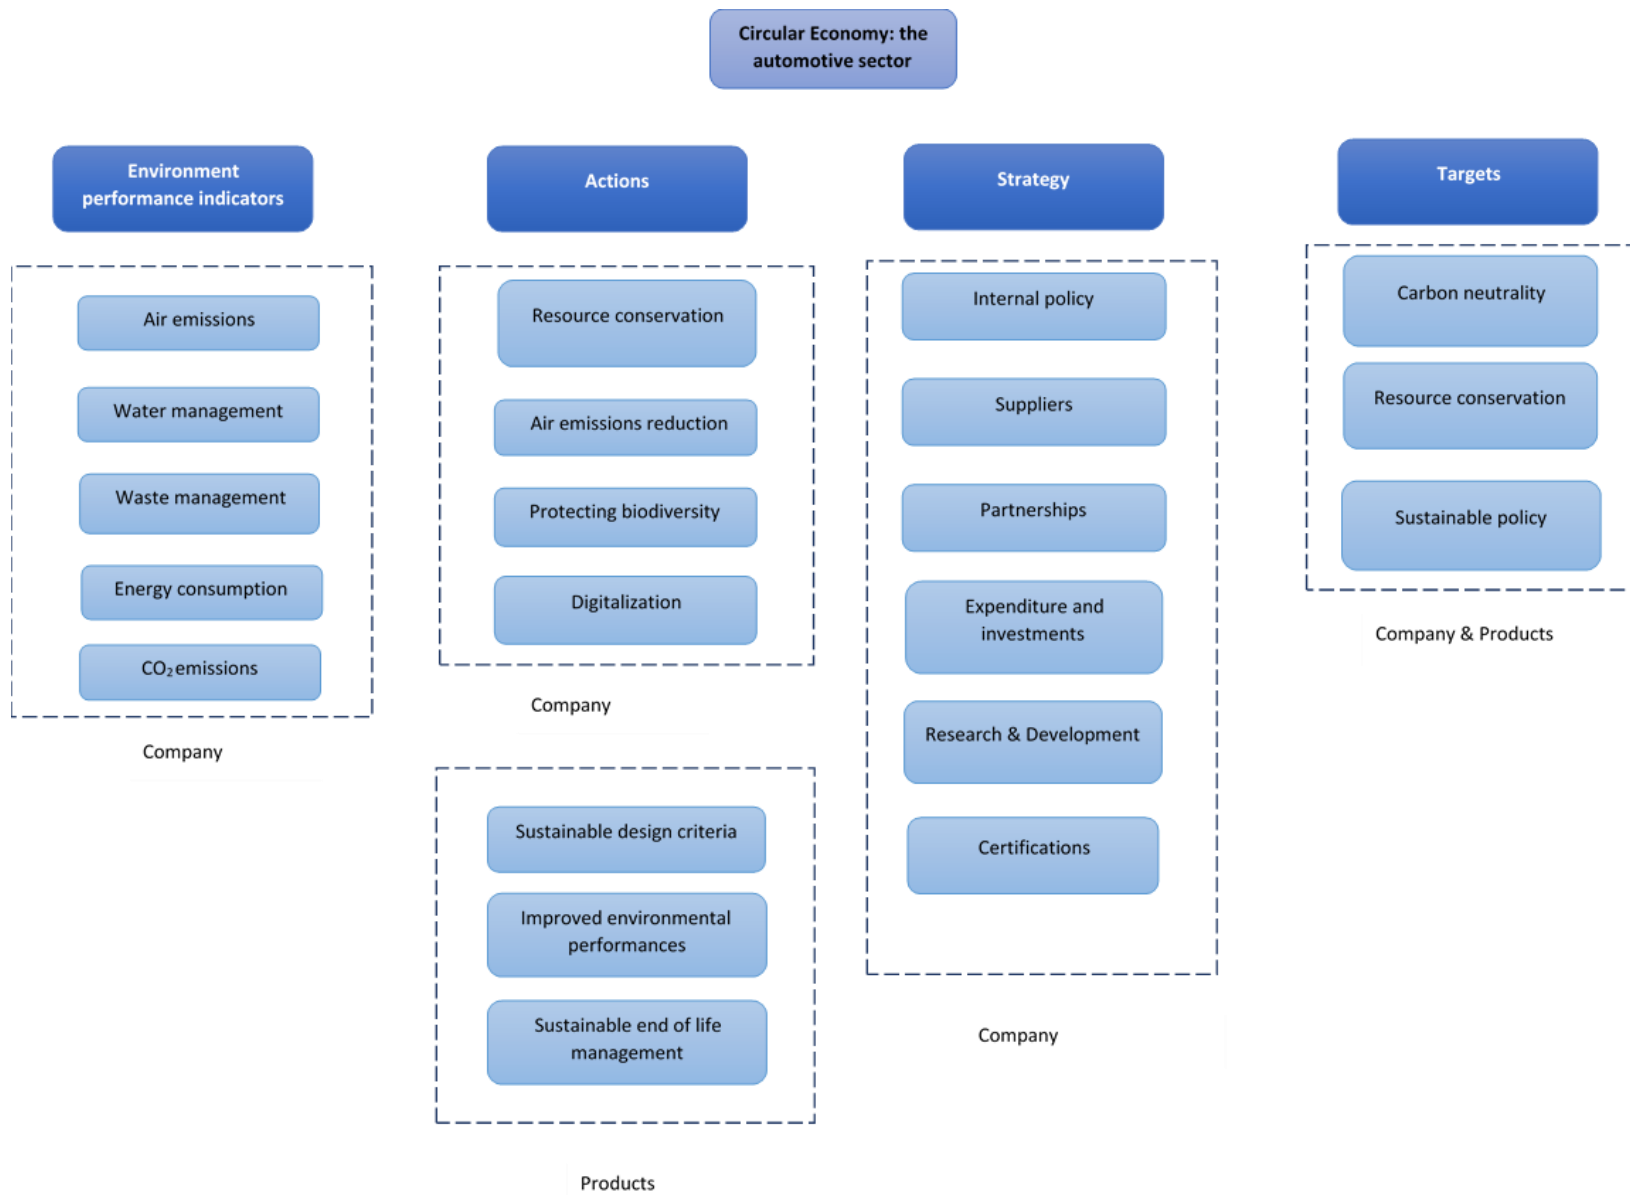 Circular Economy: the
automotive sector
Environment
performance indicators
Air emissions
Water management
Waste management
Energy consumption
CO₂ emissions
Company
Actions
Resource conservation
Air emissions reduction
Protecting biodiversity
Digitalization
Company
Sustainable design criteria
Improved environmental
performances
Sustainable end of life
management
Products
Strategy
Internal policy
Suppliers
Partnerships
Expenditure and
investments
Research & Development
Certifications
Company
Targets
Carbon neutrality
Resource conservation
Sustainable policy
Company & Products